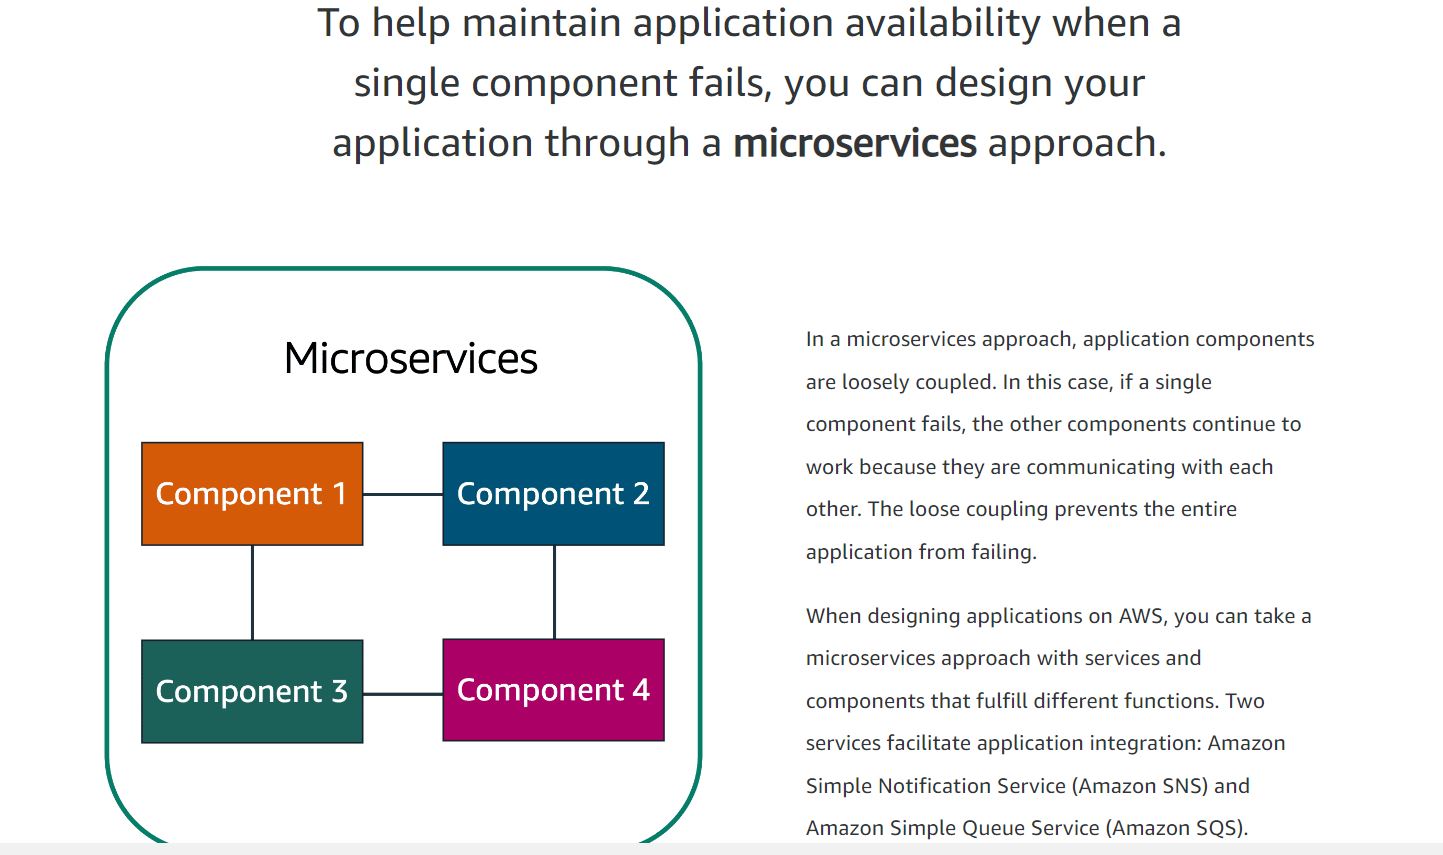 To help maintain application availability when a
single component fails, you can design your
application through a microservices approach.
Microservices
Component 1
Component 2
Component 3
Component 4
In a microservices approach, application components
are loosely coupled. In this case, if a single
component fails, the other components continue to
work because they are communicating with each
other. The loose coupling prevents the entire
application from failing.
When designing applications on AWS, you can take a
microservices approach with services and
components that fulfill different functions. Two
services facilitate application integration: Amazon
Simple Notification Service (Amazon SNS) and
Amazon Simple Queue Service (Amazon SQS).